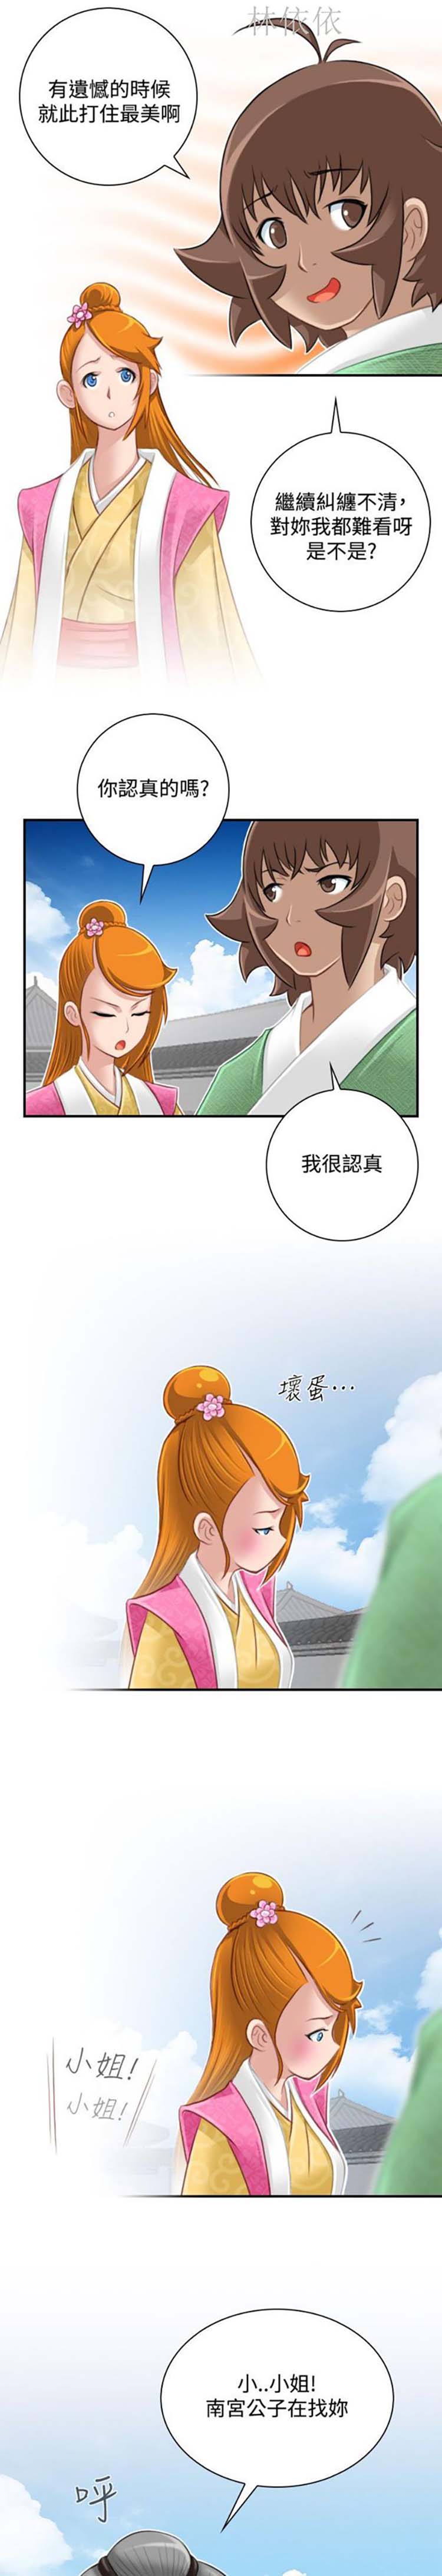 林依依
有遺憾的時候
就此打住最美啊
繼續糾纏不清,
對妳我都難看呀
是不是?
你認真的嗎?
我很認真
壞蛋…
小姐!
小姐!
小..小姐!
南宮公子在找妳
呼